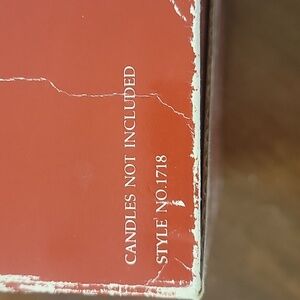 CANDLES NOT INCLUDED
STYLE NO.1718